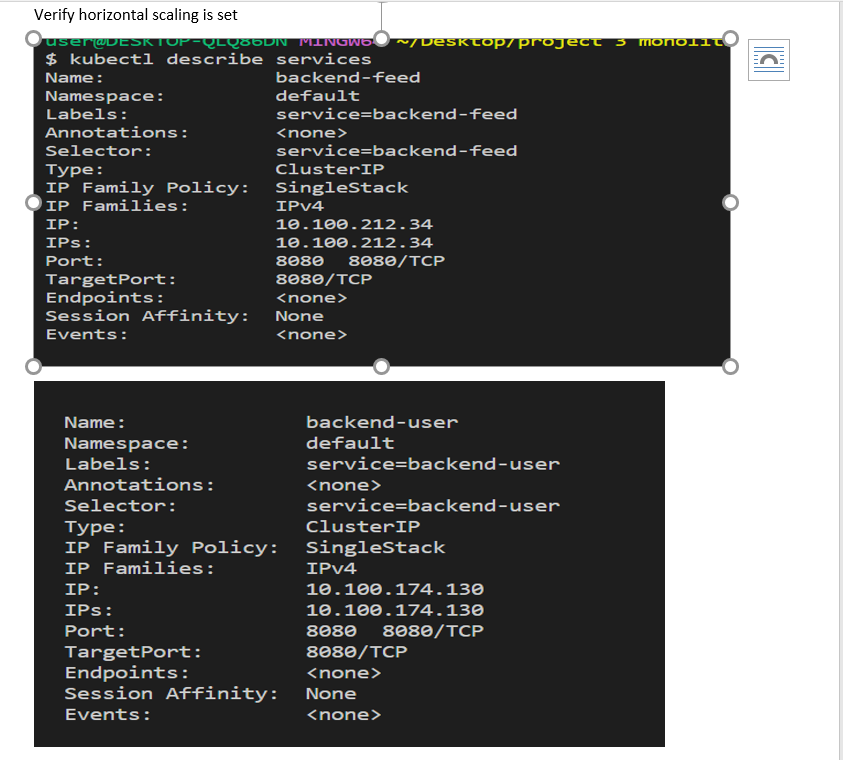 Verify horizontal scaling is set
user@DESKTOP-QLQ86DN MINGW64 ~/Desktop/project 3 monolit
$ kubectl describe services
Name: backend-feed
Namespace: default
Labels: service=backend-feed
Annotations: <none>
Selector: service=backend-feed
Type: ClusterIP
IP Family Policy: SingleStack
IP Families: IPv4
IP: 10.100.212.34
IPs: 10.100.212.34
Port: 8080 8080/TCP
TargetPort: 8080/TCP
Endpoints: <none>
Session Affinity: None
Events: <none>
Name: backend-user
Namespace: default
Labels: service=backend-user
Annotations: <none>
Selector: service=backend-user
Type: ClusterIP
IP Family Policy: SingleStack
IP Families: IPv4
IP: 10.100.174.130
IPs: 10.100.174.130
Port: 8080 8080/TCP
TargetPort: 8080/TCP
Endpoints: <none>
Session Affinity: None
Events: <none>